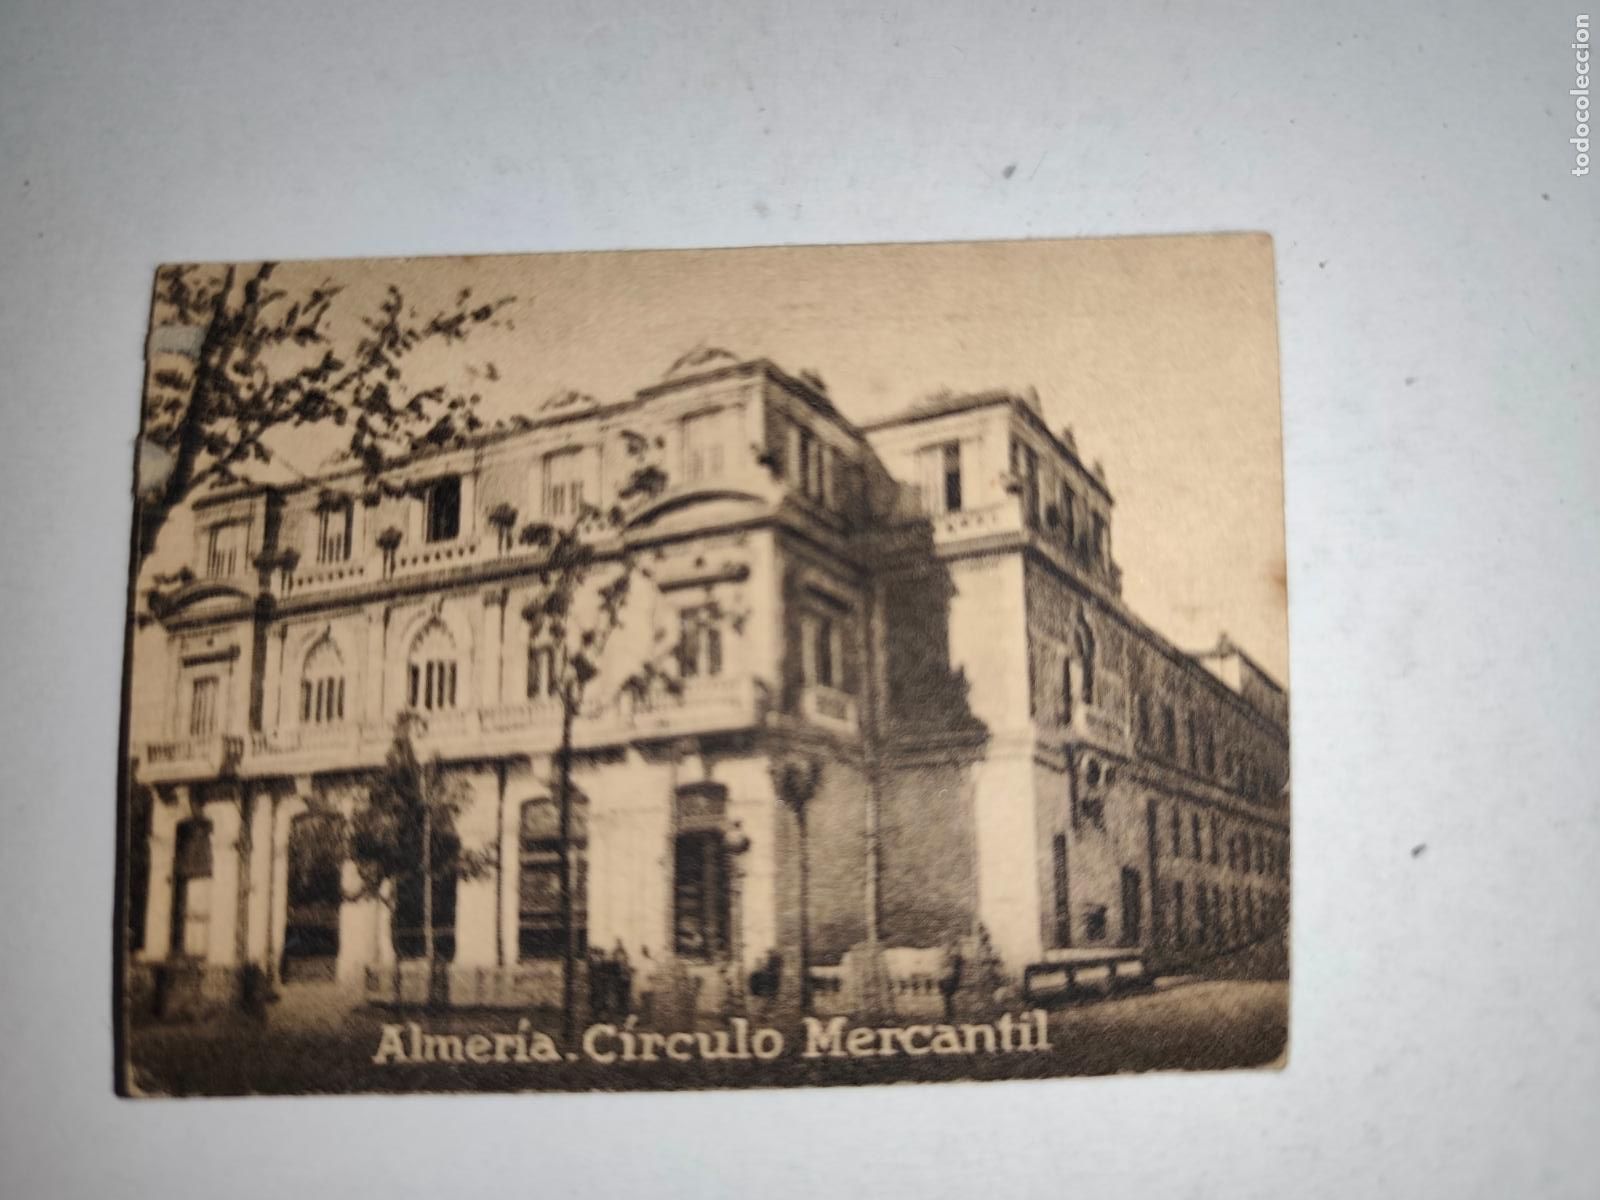 todocoleccion
Almería. Círculo Mercantil